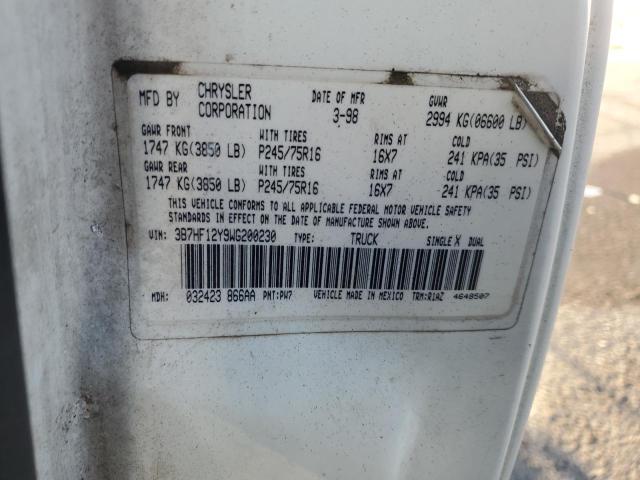 MFD BY CHRYSLER CORPORATION DATE OF MFR 3-98 GVWR 2994 KG(06600 LB)
GAWR FRONT WITH TIRES RIMS AT COLD
1747 KG(3850 LB) P245/75R16 16X7 241 KPA(35 PSI)
GAWR REAR WITH TIRES RIMS AT COLD
1747 KG(3850 LB) P245/75R16 16X7 241 KPA(35 PSI)
THIS VEHICLE CONFORMS TO ALL APPLICABLE FEDERAL MOTOR VEHICLE SAFETY
STANDARDS IN EFFECT ON THE DATE OF MANUFACTURE SHOWN ABOVE.
VIN: 3B7HF12Y9WG200230 TYPE: TRUCK SINGLE X DUAL
MDH: 032423 866AA PNT:PW7 VEHICLE MADE IN MEXICO TRM:R1AZ 4648507